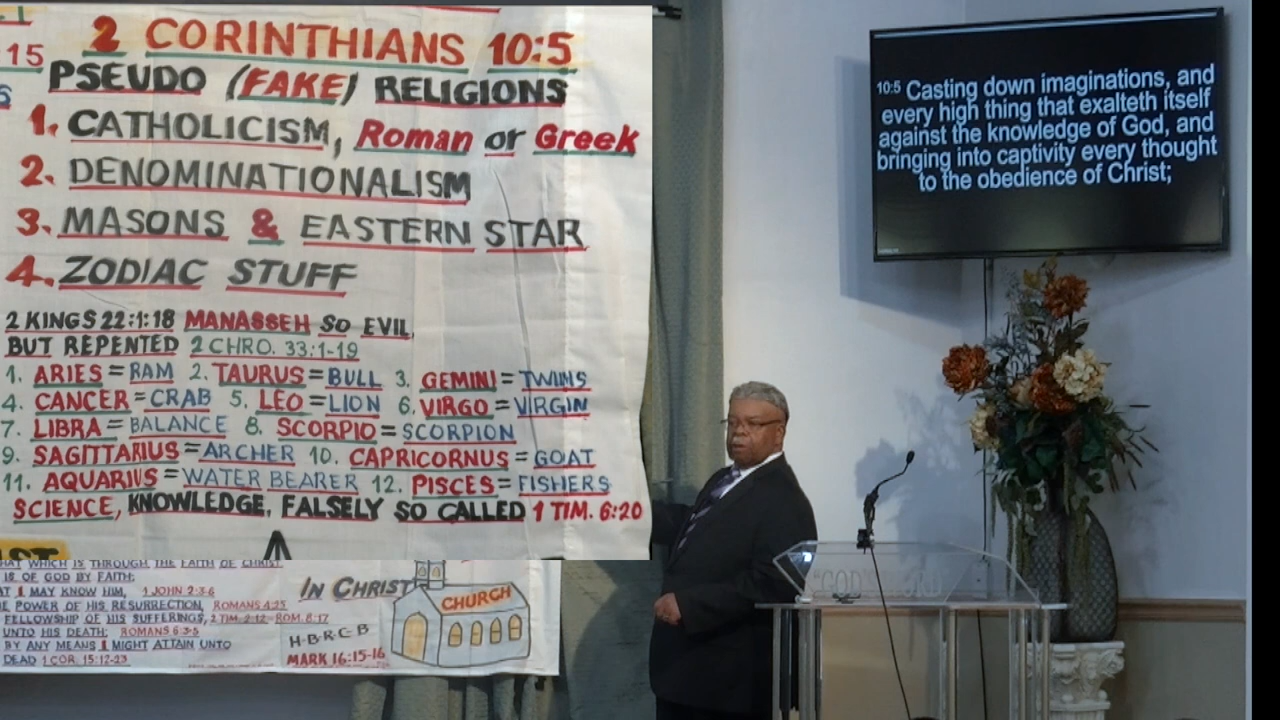 15
2 CORINTHIANS 10:5
PSEUDO (FAKE) RELIGIONS
1. CATHOLICISM, Roman or Greek
2. DENOMINATIONALISM
3. MASONS & EASTERN STAR
4. ZODIAC STUFF
2 KINGS 22:1:18 MANASSEH SO EVIL,
BUT REPENTED 2 CHRO. 33:1-19
1. ARIES = RAM 2. TAURUS = BULL 3. GEMINI = TWINS
4. CANCER = CRAB 5. LEO = LION 6. VIRGO = VIRGIN
7. LIBRA = BALANCE 8. SCORPIO = SCORPION
9. SAGITTARIUS = ARCHER 10. CAPRICORNUS = GOAT
11. AQUARIUS = WATER BEARER 12. PISCES = FISHERS
SCIENCE, KNOWLEDGE, FALSELY SO CALLED 1 TIM. 6:20
THAT WHICH IS THROUGH THE FAITH OF CHRIST
IS OF GOD BY FAITH;
I MAY KNOW HIM, 1 JOHN 2:3-6
POWER OF HIS RESURRECTION, ROMANS 4:25
FELLOWSHIP OF HIS SUFFERINGS, 2 TIM. 2:12 ROM. 8:17
UNTO HIS DEATH; ROMANS 6:3-5
BY ANY MEANS I MIGHT ATTAIN UNTO
DEAD 1 COR. 15:12-23
In Christ
CHURCH
H-B-R-C-B
MARK 16:15-16
10:5 Casting down imaginations, and
every high thing that exalteth itself
against the knowledge of God, and
bringing into captivity every thought
to the obedience of Christ;
"GOD'S WORD"